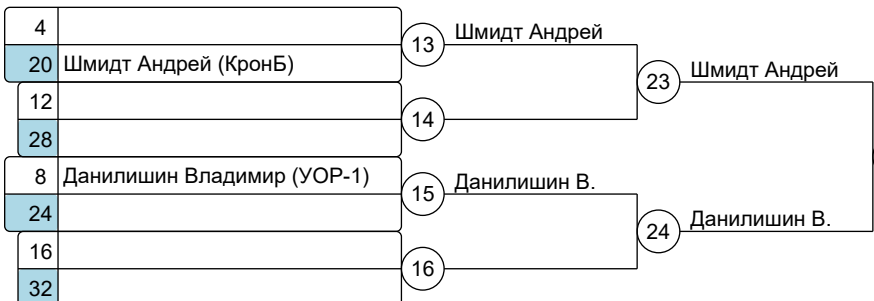 4
13 Шмидт Андрей
20 Шмидт Андрей (КронБ)
23 Шмидт Андрей
12
14
28
8 Данилишин Владимир (УОР-1)
15 Данилишин В.
24
24 Данилишин В.
16
16
32